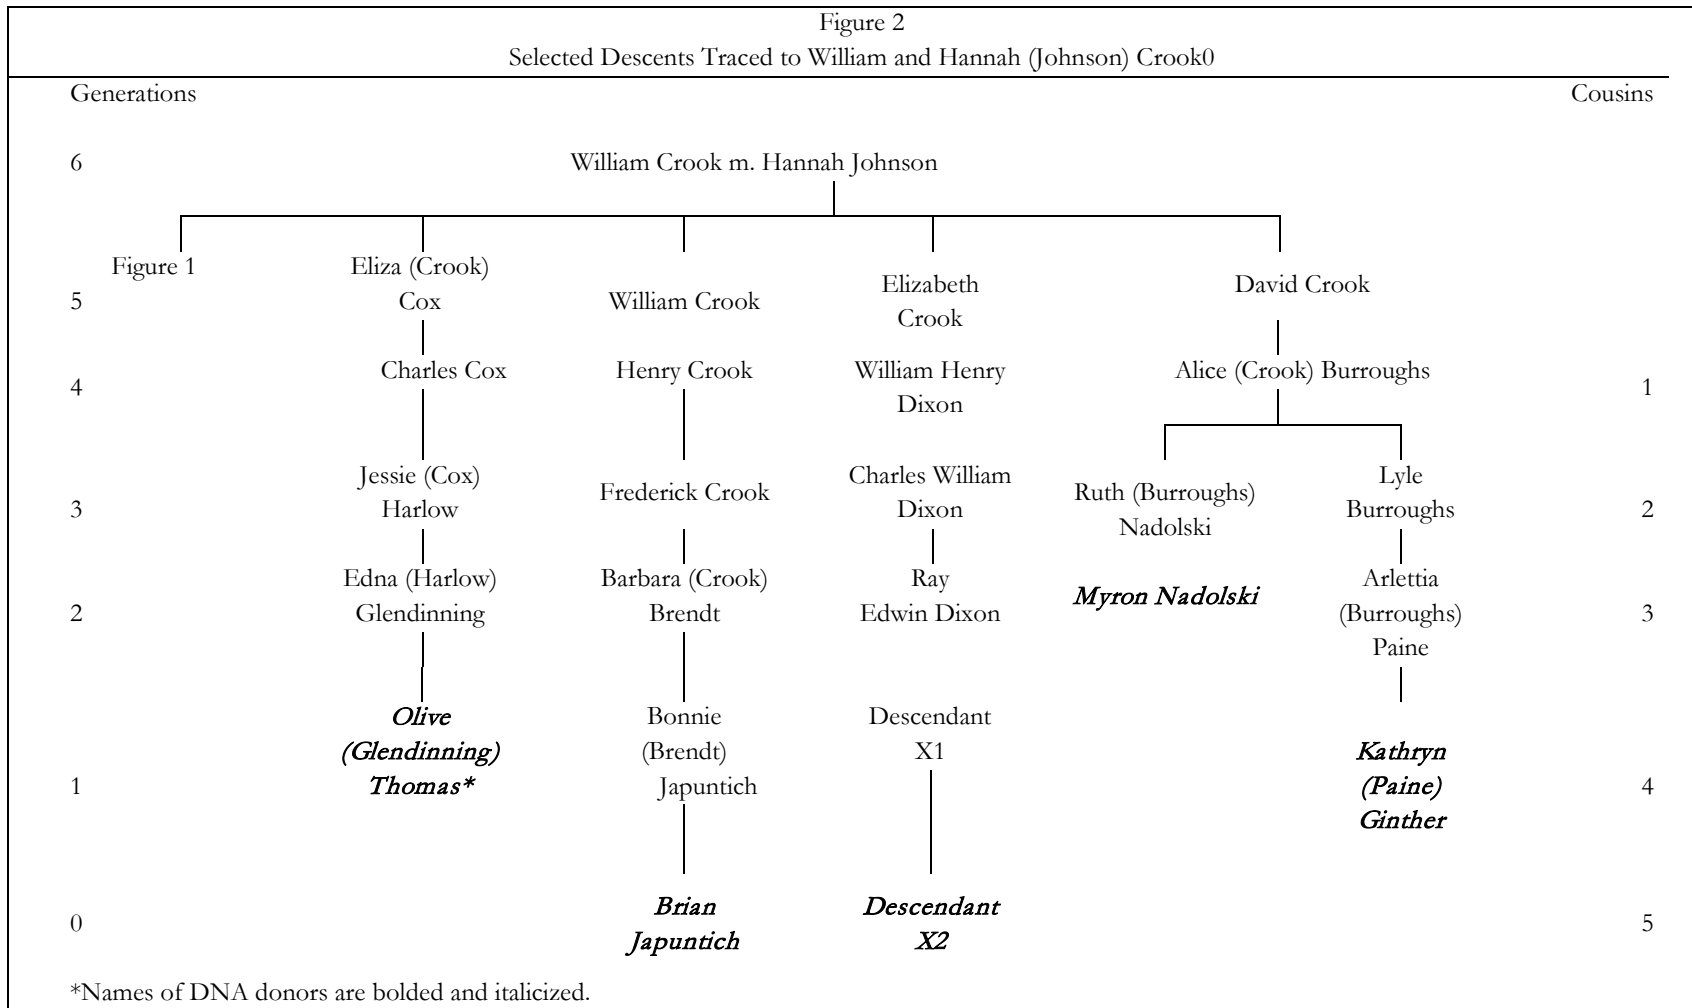 Figure 2
Selected Descents Traced to William and Hannah (Johnson) Crook0
Generations
Cousins
6
William Crook m. Hannah Johnson
Figure 1
5
Eliza (Crook)
Cox
William Crook
Elizabeth
Crook
David Crook
4
Charles Cox
Henry Crook
William Henry
Dixon
Alice (Crook) Burroughs
1
3
Jessie (Cox)
Harlow
Frederick Crook
Charles William
Dixon
Ruth (Burroughs)
Nadolski
Lyle
Burroughs
2
2
Edna (Harlow)
Glendinning
Barbara (Crook)
Brendt
Ray
Edwin Dixon
Myron Nadolski
Arlettia
(Burroughs)
Paine
3
1
Olive
(Glendinning)
Thomas*
Bonnie
(Brendt)
Japuntich
Descendant
X1
Kathryn
(Paine)
Ginther
4
0
Brian
Japuntich
Descendant
X2
5
*Names of DNA donors are bolded and italicized.